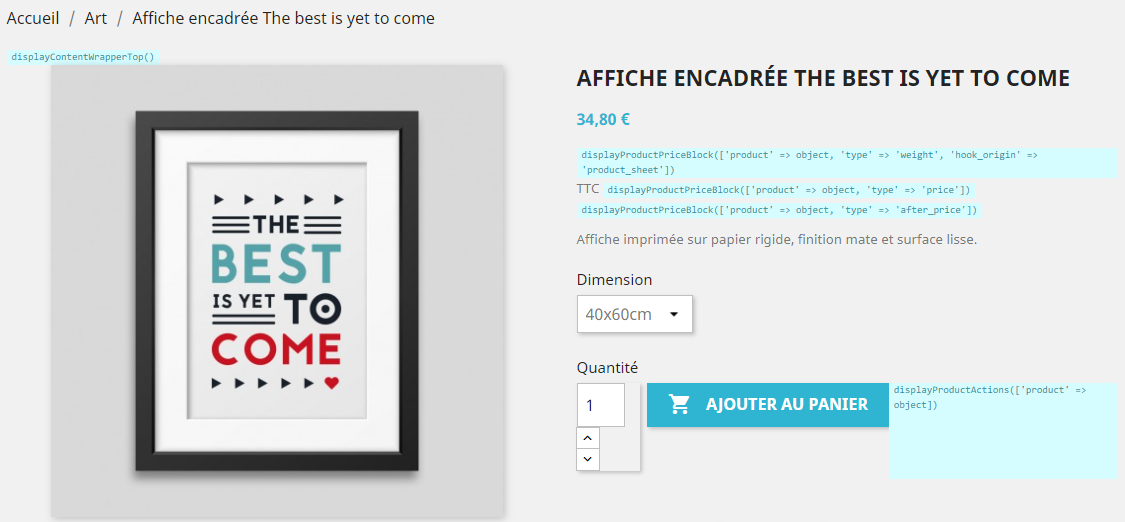 Accueil / Art / Affiche encadrée The best is yet to come
displayContentWrapperTop()
THE
BEST
IS YET TO
COME
AFFICHE ENCADRÉE THE BEST IS YET TO COME
34,80 €
displayProductPriceBlock(['product' => object, 'type' => 'weight', 'hook_origin' =>
'product_sheet'])
TTC displayProductPriceBlock(['product' => object, 'type' => 'price'])
displayProductPriceBlock(['product' => object, 'type' => 'after_price'])
Affiche imprimée sur papier rigide, finition mate et surface lisse.
Dimension
40x60cm
Quantité
1
AJOUTER AU PANIER
displayProductActions(['product' =>
object])